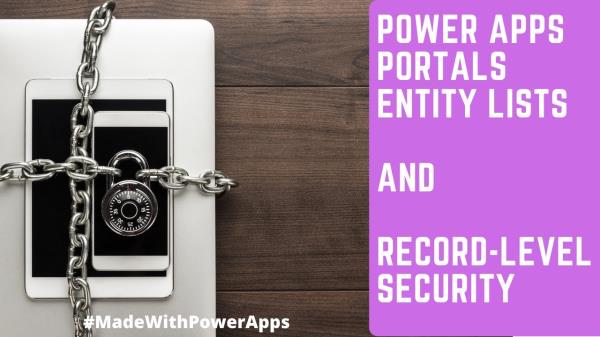 POWER APPS
PORTALS
ENTITY LISTS
AND
RECORD-LEVEL
SECURITY
#MadeWithPowerApps